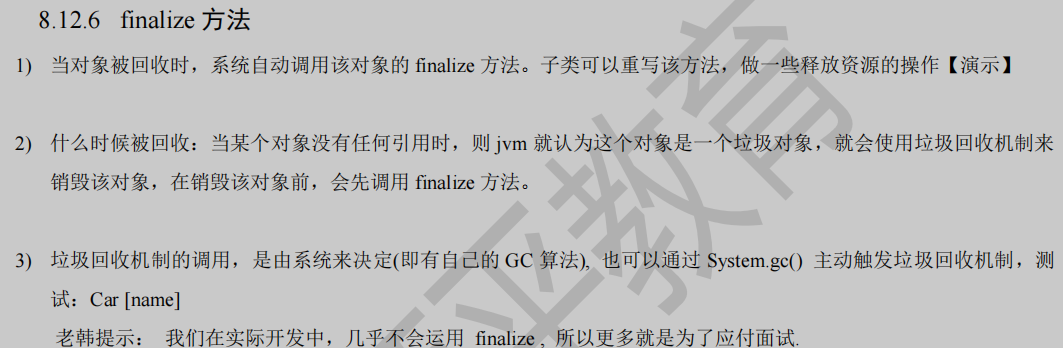 8.12.6 finalize 方法
1) 当对象被回收时，系统自动调用该对象的 finalize 方法。子类可以重写该方法，做一些释放资源的操作【演示】
2) 什么时候被回收：当某个对象没有任何引用时，则 jvm 就认为这个对象是一个垃圾对象，就会使用垃圾回收机制来
销毁该对象，在销毁该对象前，会先调用 finalize 方法。
3) 垃圾回收机制的调用，是由系统来决定(即有自己的 GC 算法), 也可以通过 System.gc() 主动触发垃圾回收机制，测
试：Car [name]
老韩提示： 我们在实际开发中，几乎不会运用 finalize , 所以更多就是为了应付面试.
平教育